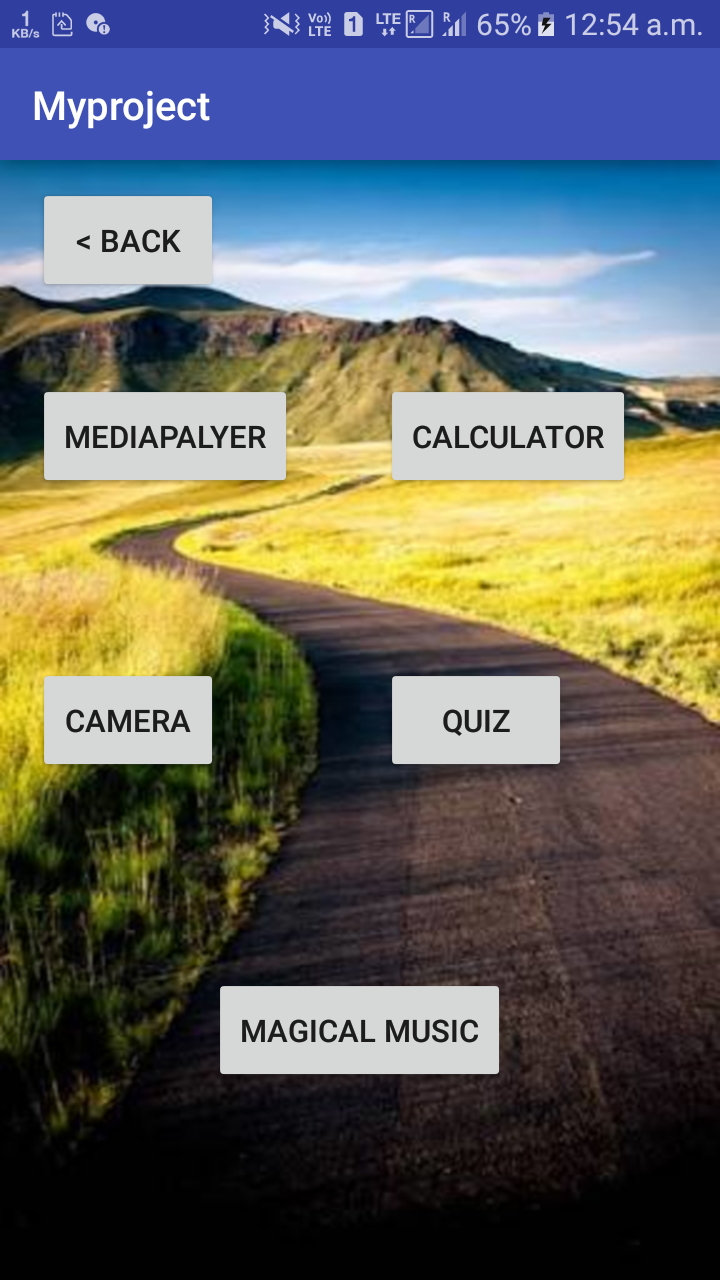 1 KB/s Vo)) LTE 1 LTE R R 65% 12:54 a.m.
Myproject
< BACK
MEDIAPALYER CALCULATOR
CAMERA QUIZ
MAGICAL MUSIC